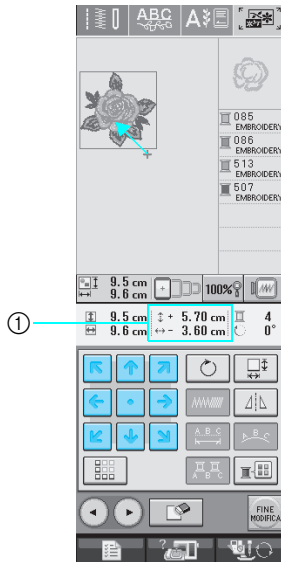 ABC
A
085
EMBROIDERY
086
EMBROIDERY
513
EMBROIDERY
507
EMBROIDERY
9.5 cm
9.6 cm
100%
① 9.5 cm + 5.70 cm 4
9.6 cm - 3.60 cm 0°
A B C
A B C
A B C
FINE
MODIFICA
?